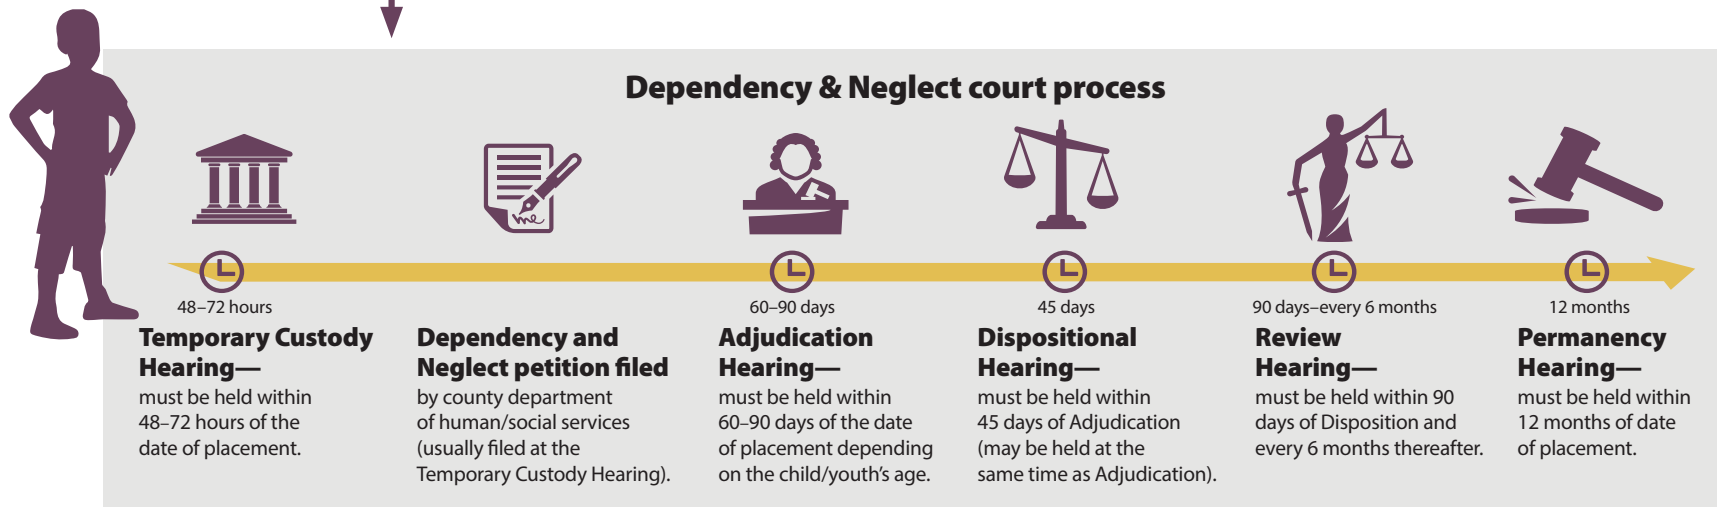 Dependency & Neglect court process
48–72 hours
Temporary Custody
Hearing—
must be held within
48–72 hours of the
date of placement.
Dependency and
Neglect petition filed
by county department
of human/social services
(usually filed at the
Temporary Custody Hearing).
60–90 days
Adjudication
Hearing—
must be held within
60–90 days of the date
of placement depending
on the child/youth’s age.
45 days
Dispositional
Hearing—
must be held within
45 days of Adjudication
(may be held at the
same time as Adjudication).
90 days–every 6 months
Review
Hearing—
must be held within 90
days of Disposition and
every 6 months thereafter.
12 months
Permanency
Hearing—
must be held within
12 months of date
of placement.